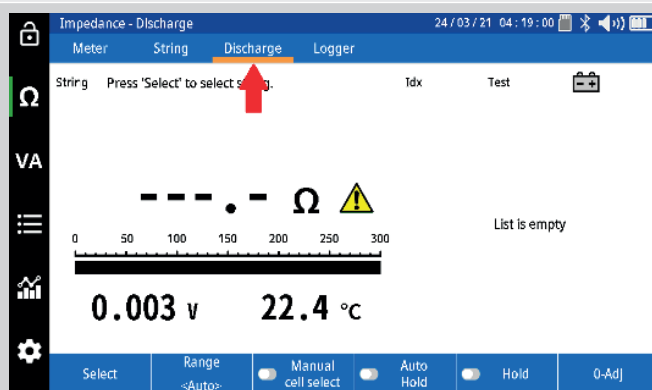 Impedance - Discharge 24/03/21 04:19:00
Meter String Discharge Logger
String Press 'Select' to select Idx Test
Ω
VA
---.- Ω
List is empty
0 50 100 150 200 250 300
0.003 V 22.4 °C
Select Range <Auto> Manual cell select Auto Hold Hold 0-Adj